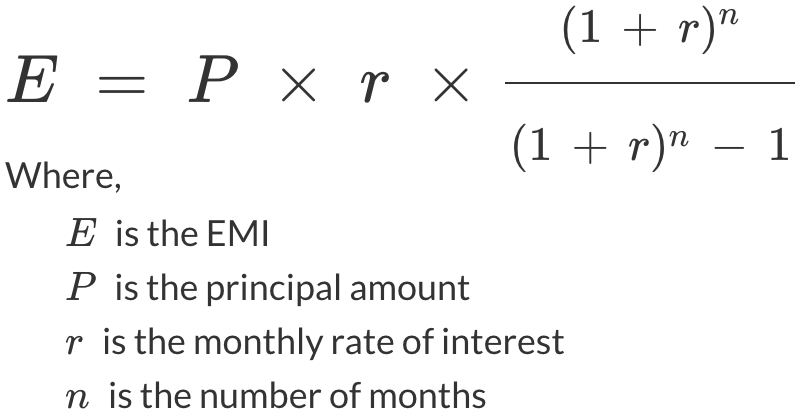 E = P × r × (1 + r)ⁿ / (1 + r)ⁿ − 1
Where,
E is the EMI
P is the principal amount
r is the monthly rate of interest
n is the number of months